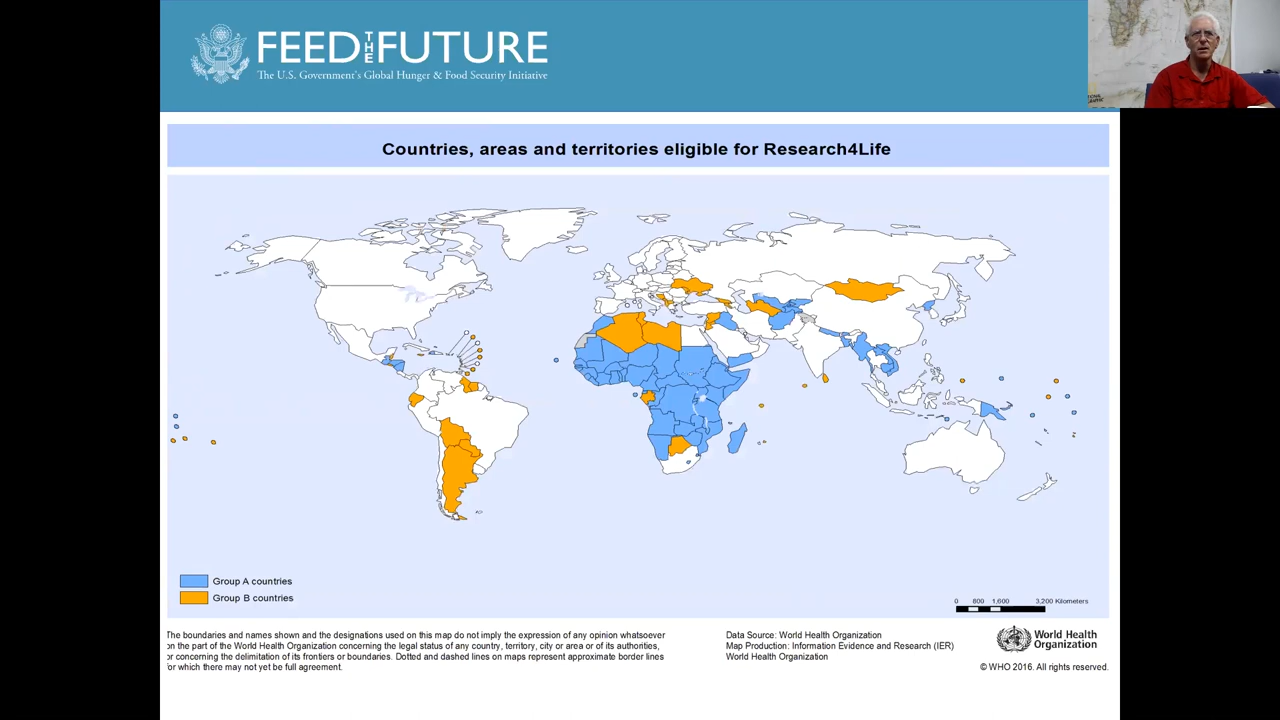 FEED THE FUTURE
The U.S. Government's Global Hunger & Food Security Initiative
Countries, areas and territories eligible for Research4Life
Group A countries
Group B countries
0 800 1,600 3,200 Kilometers
The boundaries and names shown and the designations used on this map do not imply the expression of any opinion whatsoever
on the part of the World Health Organization concerning the legal status of any country, territory, city or area or of its authorities,
or concerning the delimitation of its frontiers or boundaries. Dotted and dashed lines on maps represent approximate border lines
for which there may not yet be full agreement.
Data Source: World Health Organization
Map Production: Information Evidence and Research (IER)
World Health Organization
World Health
Organization
© WHO 2016. All rights reserved.